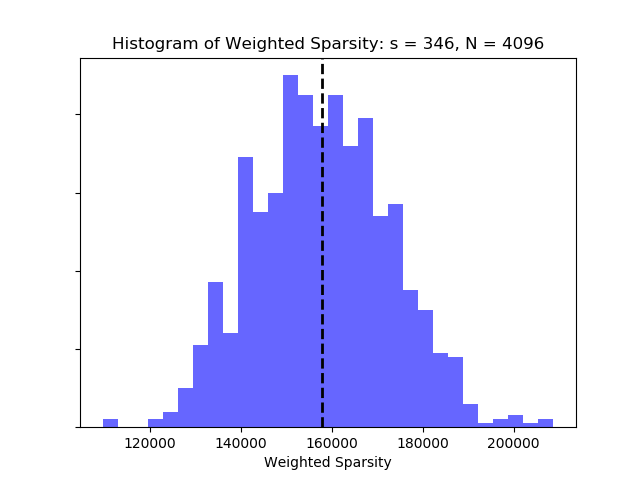 Histogram of Weighted Sparsity: s = 346, N = 4096
120000 140000 160000 180000 200000
Weighted Sparsity